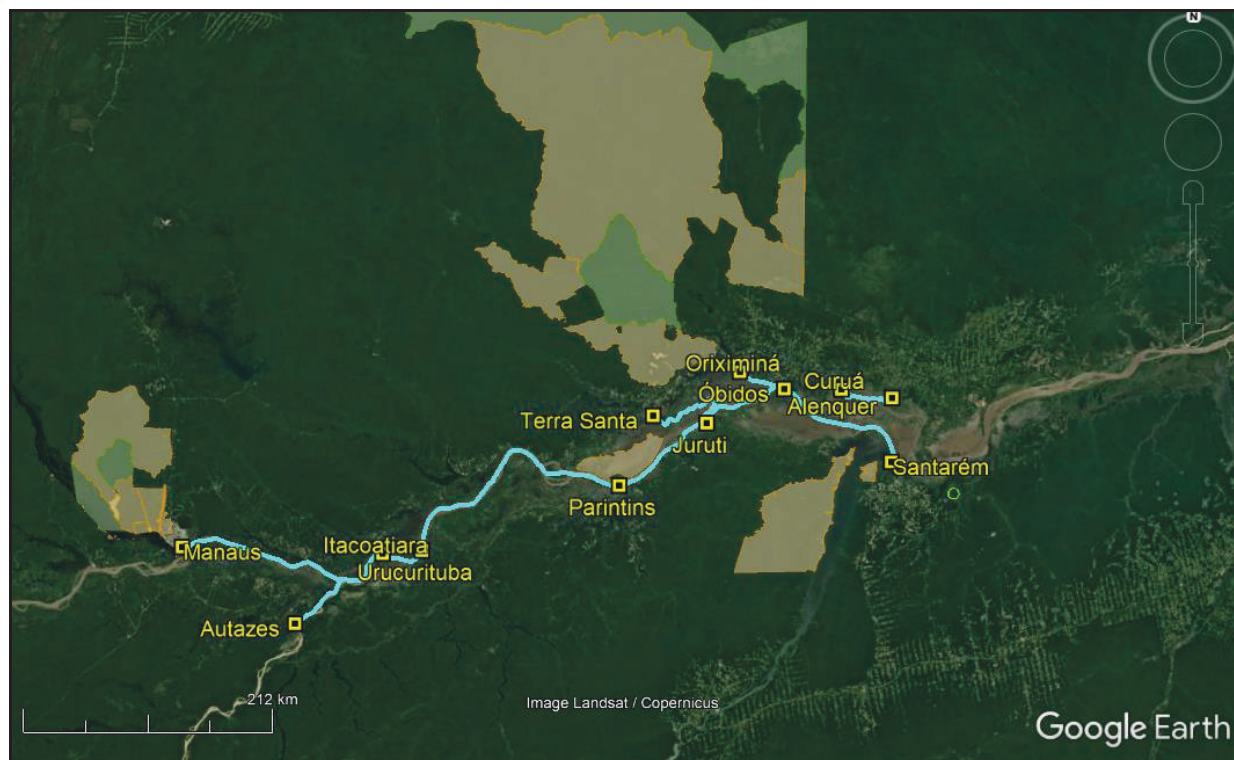 N
Oriximiná
Curuá
Óbidos
Alenquer
Terra Santa
Juruti
Santarém
Parintins
Itacoatiara
Manaus
Urucurituba
Autazes
212 km
Image Landsat / Copernicus
Google Earth